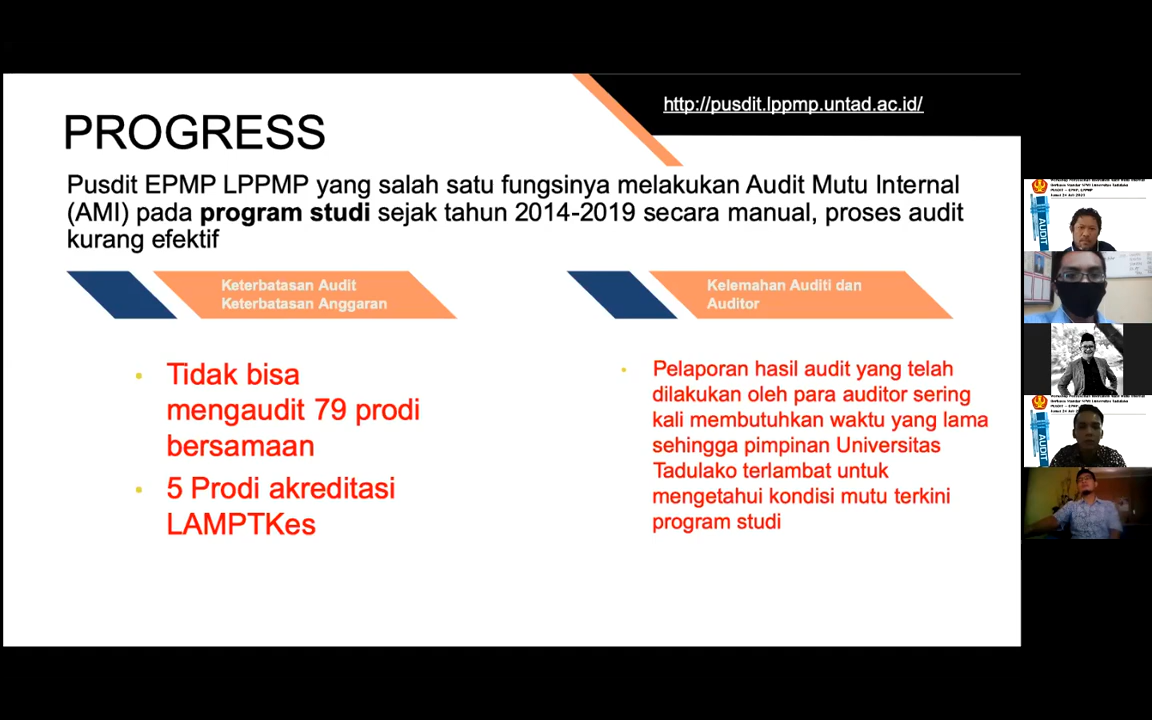 http://pusdit.lppmp.untad.ac.id/
PROGRESS
Pusdit EPMP LPPMP yang salah satu fungsinya melakukan Audit Mutu Internal
(AMI) pada program studi sejak tahun 2014-2019 secara manual, proses audit
kurang efektif
Keterbatasan Audit
Keterbatasan Anggaran
• Tidak bisa
mengaudit 79 prodi
bersamaan
• 5 Prodi akreditasi
LAMPTKes
Kelemahan Auditi dan
Auditor
• Pelaporan hasil audit yang telah
dilakukan oleh para auditor sering
kali membutuhkan waktu yang lama
sehingga pimpinan Universitas
Tadulako terlambat untuk
mengetahui kondisi mutu terkini
program studi
AUDIT
AUDIT